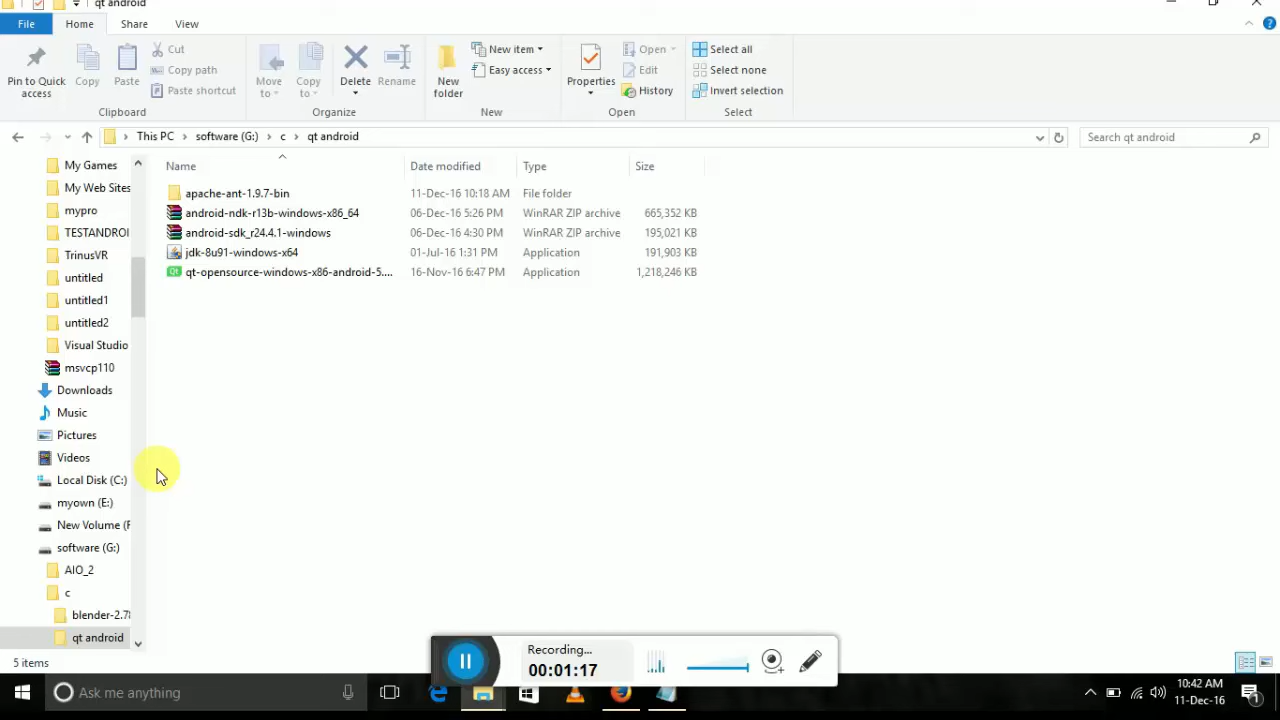 qt android
File Home Share View
Pin to Quick access
Copy
Paste
Cut
Copy path
Paste shortcut
Clipboard
Move to
Copy to
Delete
Rename
Organize
New folder
New item
Easy access
New
Properties
Open
Edit
History
Open
Select all
Select none
Invert selection
Select
This PC software (G:) c qt android
Search qt android
Name Date modified Type Size
apache-ant-1.9.7-bin 11-Dec-16 10:18 AM File folder
android-ndk-r13b-windows-x86_64 06-Dec-16 5:26 PM WinRAR ZIP archive 665,352 KB
android-sdk_r24.4.1-windows 06-Dec-16 4:30 PM WinRAR ZIP archive 195,021 KB
jdk-8u91-windows-x64 01-Jul-16 1:31 PM Application 191,903 KB
qt-opensource-windows-x86-android-5.... 16-Nov-16 6:47 PM Application 1,218,246 KB
My Games
My Web Sites
mypro
TESTANDROI
TrinusVR
untitled
untitled1
untitled2
Visual Studio
msvcp110
Downloads
Music
Pictures
Videos
Local Disk (C:)
myown (E:)
New Volume (F
software (G:)
AIO_2
c
blender-2.78
qt android
5 items
Recording...
00:01:17
Ask me anything
10:42 AM
11-Dec-16
1